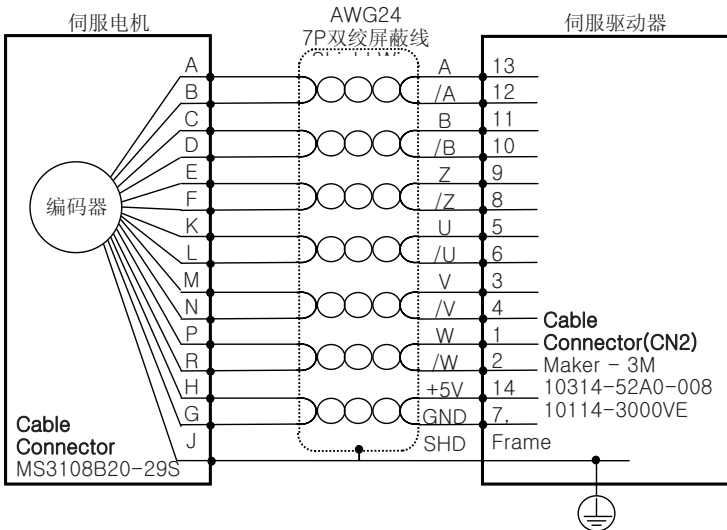 伺服电机
AWG24
7P双绞屏蔽线
伺服驱动器
编码器
A A 13
B /A 12
C B 11
D /B 10
E Z 9
F /Z 8
K U 5
L /U 6
M V 3
N /V 4
P W 1
R /W 2
H +5V 14
G GND 7,
J SHD Frame
Cable
Connector
MS3108B20-29S
Cable
Connector(CN2)
Maker - 3M
10314-52A0-008
10114-3000VE